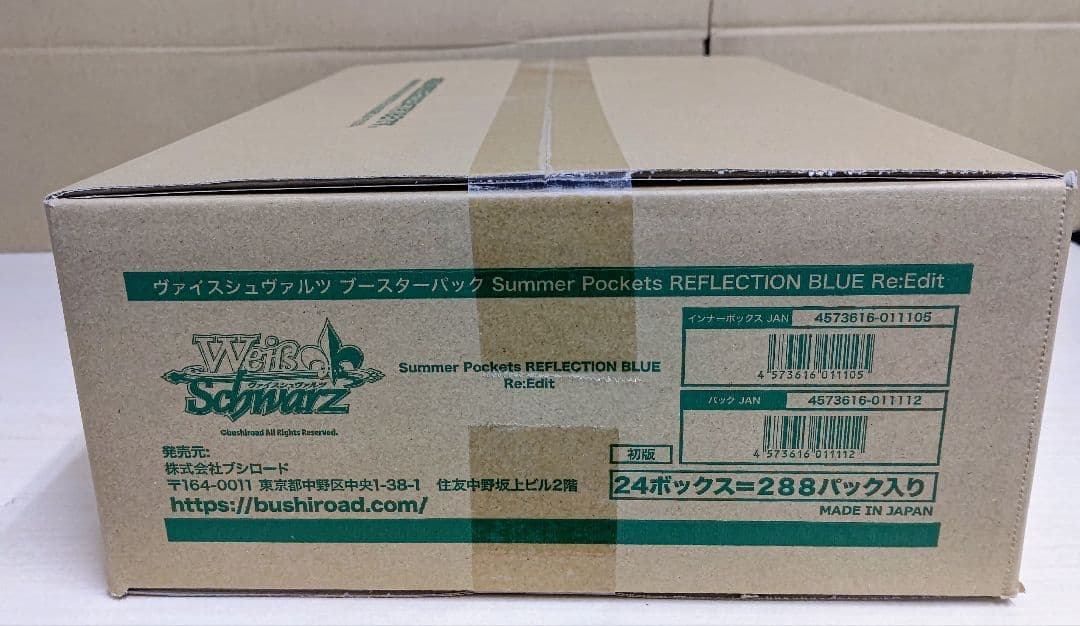 ヴァイスシュヴァルツ ブースターパック Summer Pockets REFLECTION BLUE Re:Edit
Weiß
ヴァイスシュヴァルツ
Schwarz
©bushiroad All Rights Reserved.
Summer Pockets REFLECTION BLUE
Re:Edit
インナーボックス JAN 4573616-011105
4 573616 011105
パック JAN 4573616-011112
4 573616 011112
発売元:
株式会社ブシロード
〒164-0011 東京都中野区中央1-38-1 住友中野坂上ビル2階
https://bushiroad.com/
初版
24ボックス=288パック入り
MADE IN JAPAN